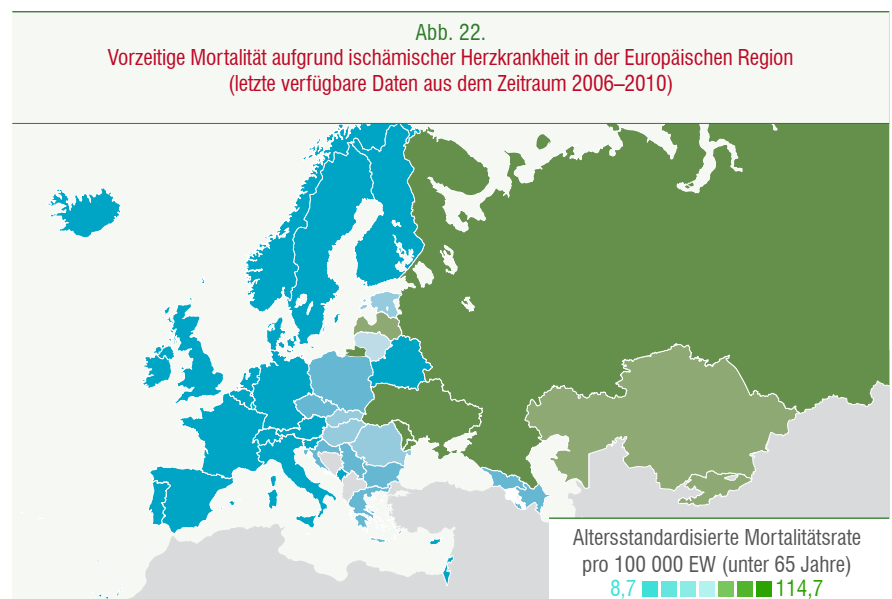 Abb. 22.
Vorzeitige Mortalität aufgrund ischämischer Herzkrankheit in der Europäischen Region
(letzte verfügbare Daten aus dem Zeitraum 2006–2010)
Altersstandardisierte Mortalitätsrate
pro 100 000 EW (unter 65 Jahre)
8,7 114,7